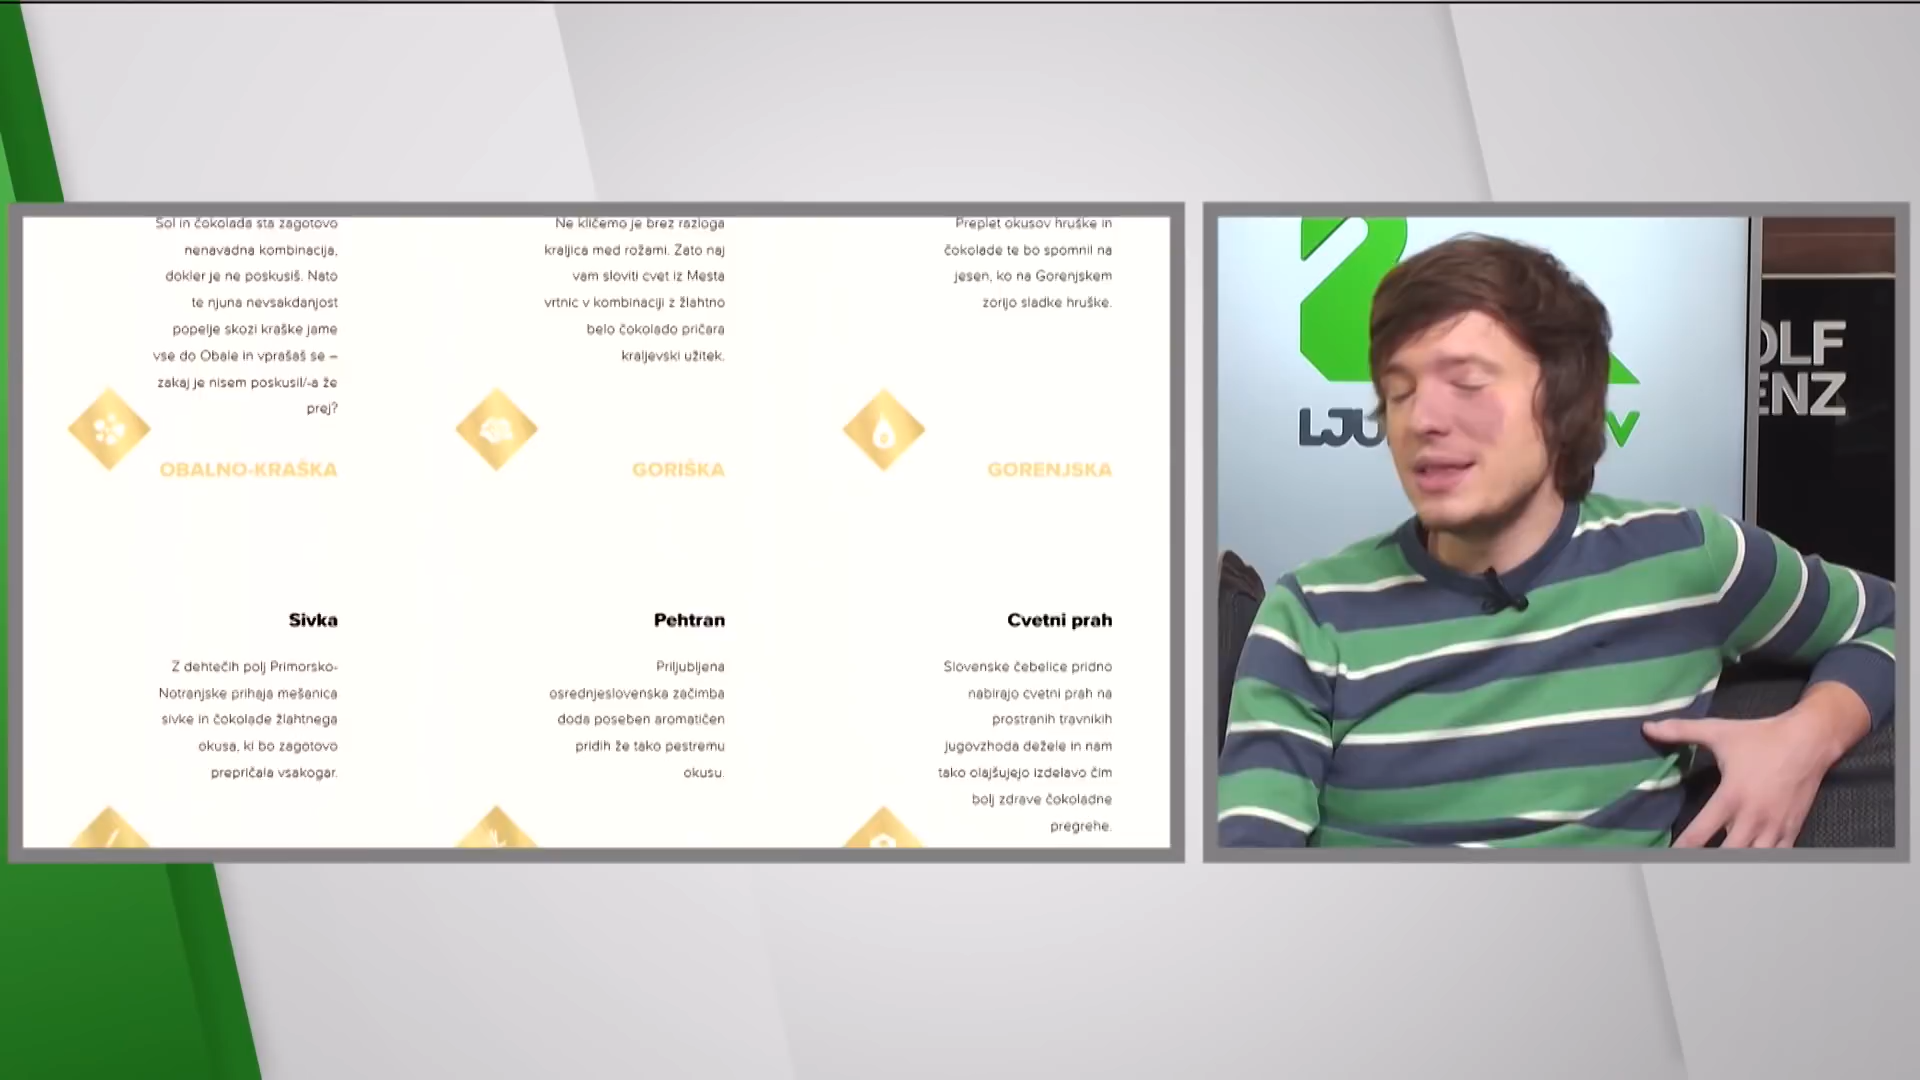 Sol in čokolada sta zagotovo
nenavadna kombinacija,
dokler je ne poskusiš. Nato
te njuna nevsakdanjost
popelje skozi kraške jame
vse do Obale in vprašaš se –
zakaj je nisem poskusil/-a že
prej?
OBALNO-KRAŠKA
Ne kličemo je brez razloga
kraljica med rožami. Zato naj
vam sloviti cvet iz Mesta
vrtnic v kombinaciji z žlahtno
belo čokolado pričara
kraljevski užitek.
GORIŠKA
Preplet okusov hruške in
čokolade te bo spomnil na
jesen, ko na Gorenjskem
zorijo sladke hruške.
GORENJSKA
Sivka
Z dehtečih polj Primorsko-
Notranjske prihaja mešanica
sivke in čokolade žlahtnega
okusa, ki bo zagotovo
prepričala vsakogar.
Pehtran
Priljubljena
osrednjeslovenska začimba
doda poseben aromatičen
pridih že tako pestremu
okusu.
Cvetni prah
Slovenske čebelice pridno
nabirajo cvetni prah na
prostranih travnikih
jugovzhoda dežele in nam
tako olajšujejo izdelavo čim
bolj zdrave čokoladne
pregrehe.
2
LJU
V
OLF
ENZ